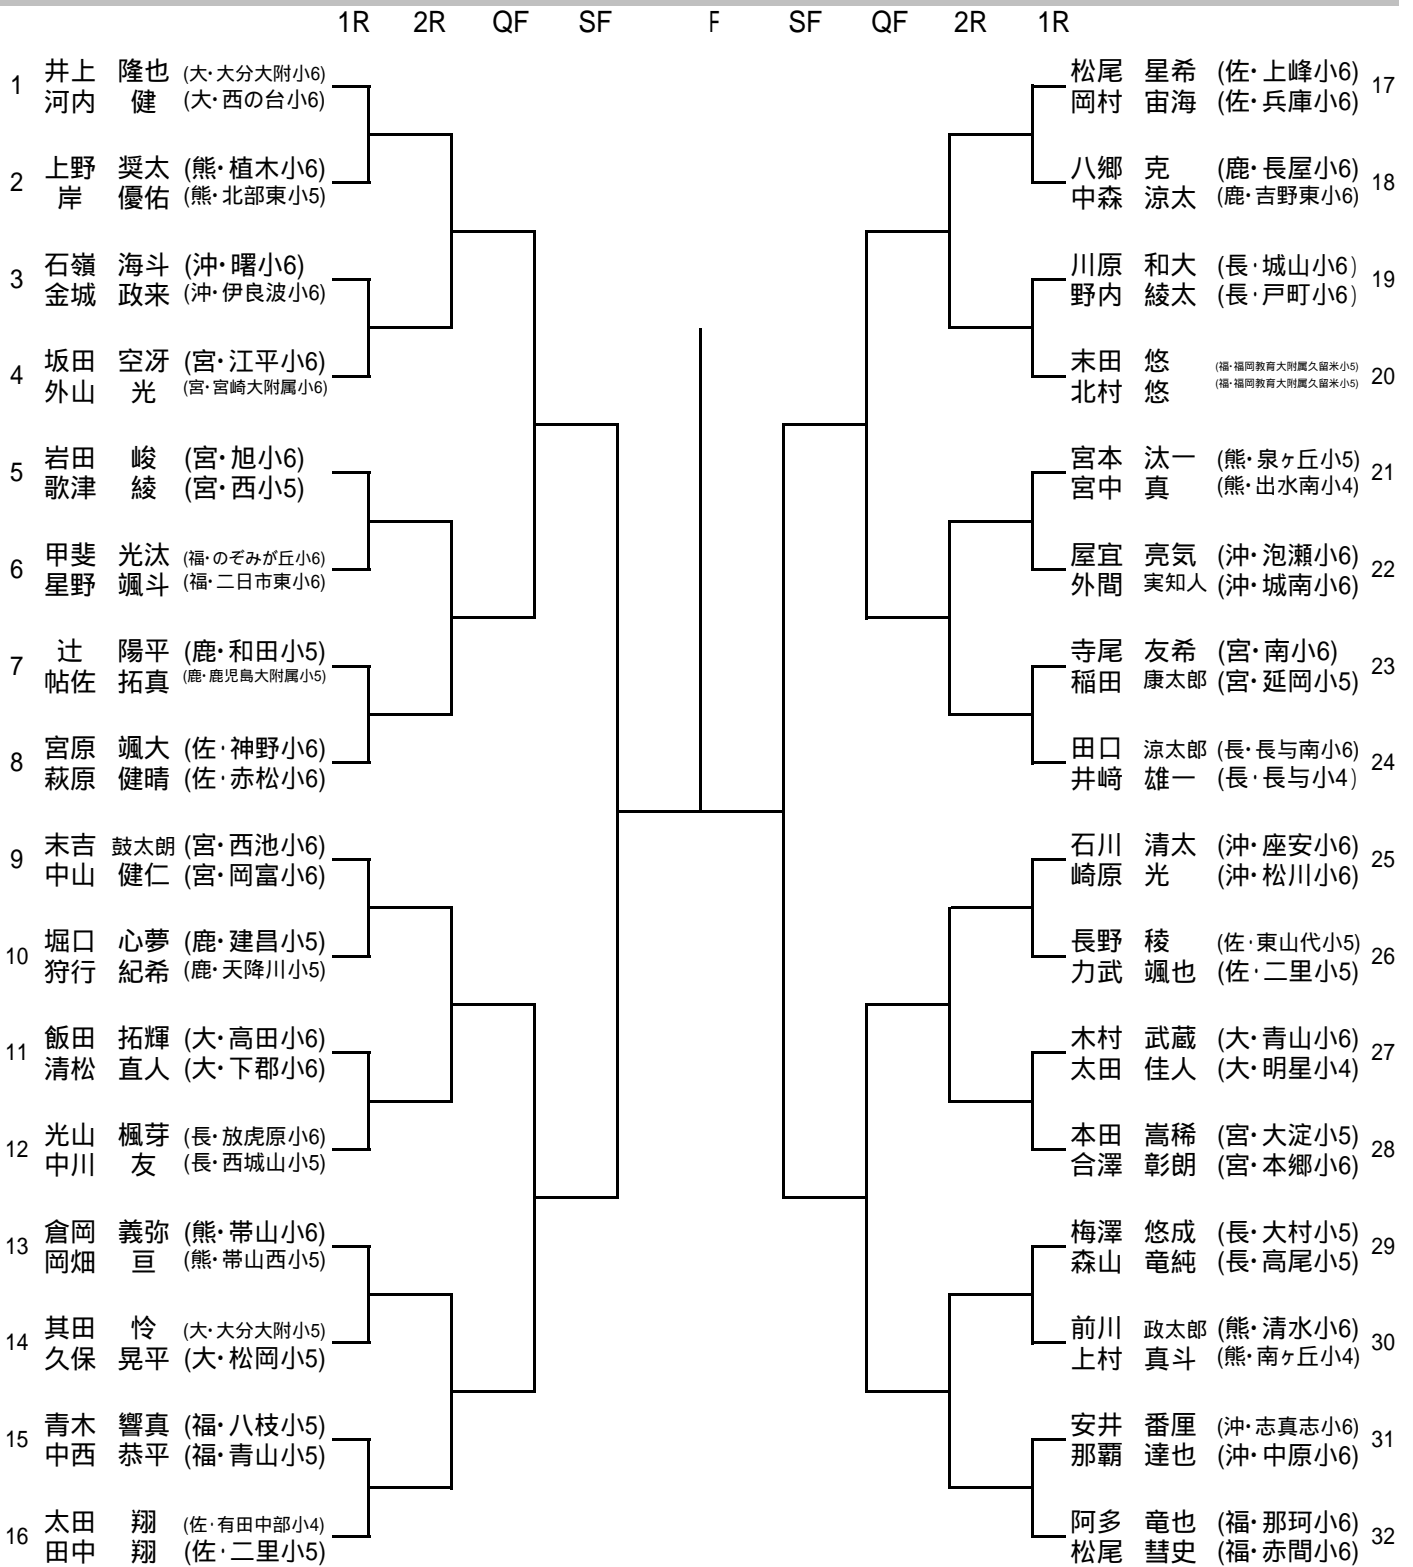 1R 2R QF SF F SF QF 2R 1R
1 井上 隆也 (大・大分大附小6)
河内 健 (大・西の台小6)
2 上野 奨太 (熊・植木小6)
岸 優佑 (熊・北部東小5)
3 石嶺 海斗 (沖・曙小6)
金城 政来 (沖・伊良波小6)
4 坂田 空冴 (宮・江平小6)
外山 光 (宮・宮崎大附属小6)
5 岩田 峻 (宮・旭小6)
歌津 綾 (宮・西小5)
6 甲斐 光汰 (福・のぞみが丘小6)
星野 颯斗 (福・二日市東小6)
7 辻 陽平 (鹿・和田小5)
帖佐 拓真 (鹿・鹿児島大附属小5)
8 宮原 颯大 (佐・神野小6)
萩原 健晴 (佐・赤松小6)
9 末吉 鼓太朗 (宮・西池小6)
中山 健仁 (宮・岡富小6)
10 堀口 心夢 (鹿・建昌小5)
狩行 紀希 (鹿・天降川小5)
11 飯田 拓輝 (大・高田小6)
清松 直人 (大・下郡小6)
12 光山 楓芽 (長・放虎原小6)
中川 友 (長・西城山小5)
13 倉岡 義弥 (熊・帯山小6)
岡畑 亘 (熊・帯山西小5)
14 其田 怜 (大・大分大附小5)
久保 晃平 (大・松岡小5)
15 青木 響真 (福・八枝小5)
中西 恭平 (福・青山小5)
16 太田 翔 (佐・有田中部小4)
田中 翔 (佐・二里小5)
松尾 星希 (佐・上峰小6) 17
岡村 宙海 (佐・兵庫小6)
八郷 克 (鹿・長屋小6) 18
中森 涼太 (鹿・吉野東小6)
川原 和大 (長・城山小6) 19
野内 綾太 (長・戸町小6)
末田 悠 (福・福岡教育大附属久留米小5) 20
北村 悠 (福・福岡教育大附属久留米小5)
宮本 汰一 (熊・泉ヶ丘小5) 21
宮中 真 (熊・出水南小4)
屋宜 亮気 (沖・泡瀬小6) 22
外間 実知人 (沖・城南小6)
寺尾 友希 (宮・南小6) 23
稲田 康太郎 (宮・延岡小5)
田口 涼太郎 (長・長与南小6) 24
井﨑 雄一 (長・長与小4)
石川 清太 (沖・座安小6) 25
崎原 光 (沖・松川小6)
長野 稜 (佐・東山代小5) 26
力武 颯也 (佐・二里小5)
木村 武蔵 (大・青山小6) 27
太田 佳人 (大・明星小4)
本田 嵩稀 (宮・大淀小5) 28
合澤 彰朗 (宮・本郷小6)
梅澤 悠成 (長・大村小5) 29
森山 竜純 (長・高尾小5)
前川 政太郎 (熊・清水小6) 30
上村 真斗 (熊・南ヶ丘小4)
安井 番厘 (沖・志真志小6) 31
那覇 達也 (沖・中原小6)
阿多 竜也 (福・那珂小6) 32
松尾 彗史 (福・赤間小6)